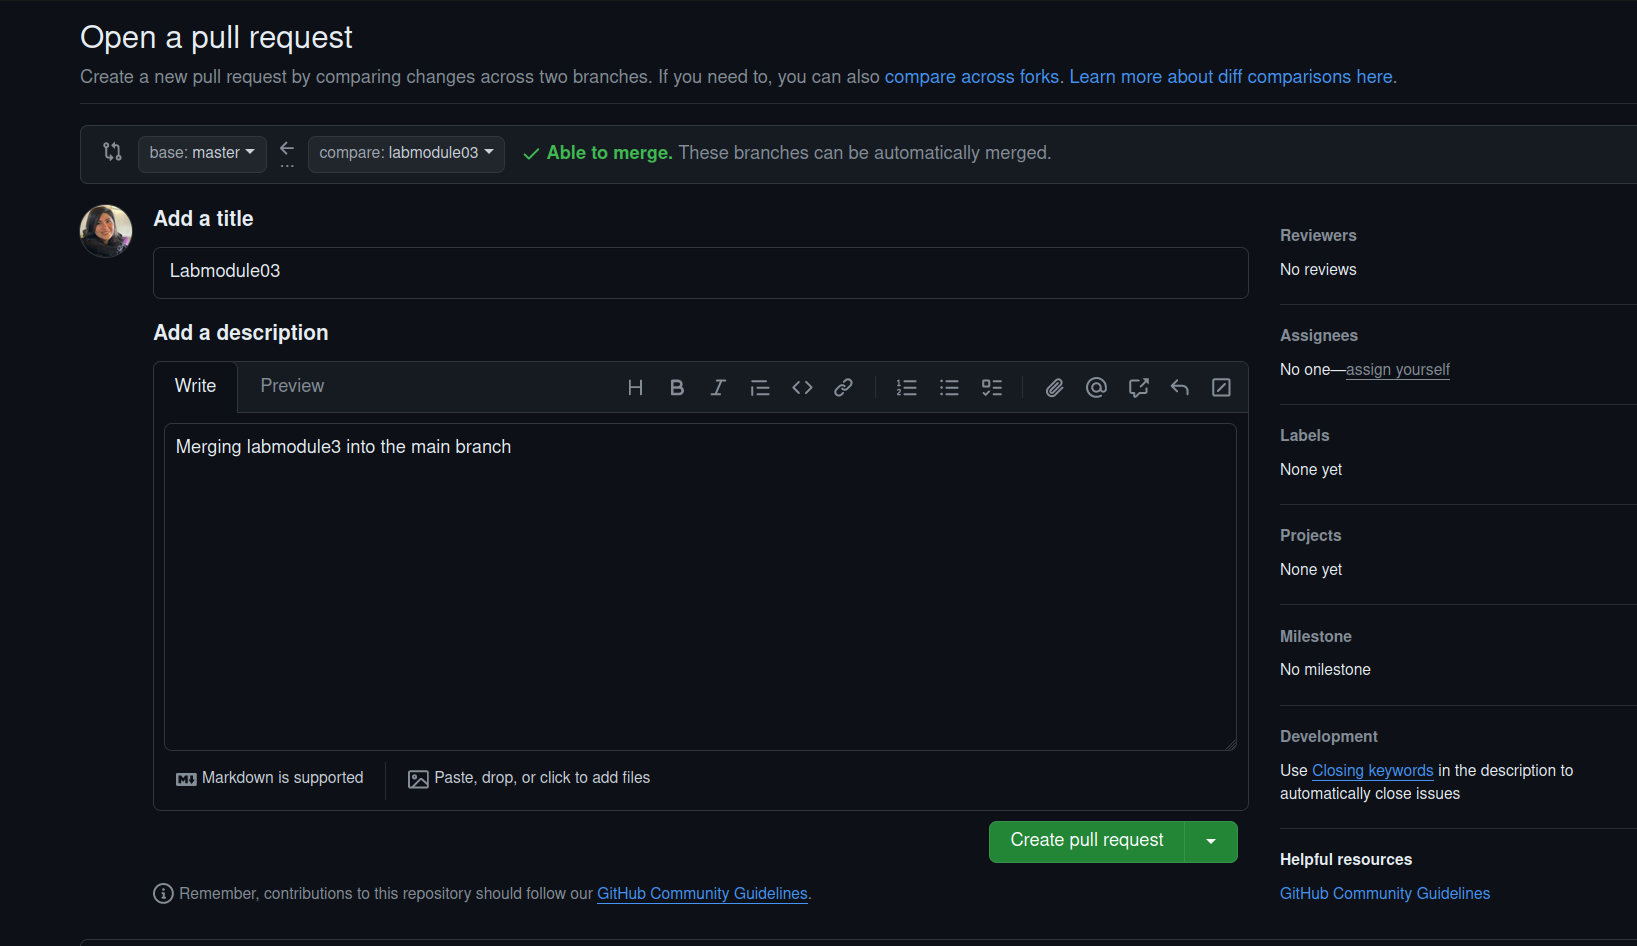 Open a pull request
Create a new pull request by comparing changes across two branches. If you need to, you can also compare across forks. Learn more about diff comparisons here.
base: master
compare: labmodule03
Able to merge. These branches can be automatically merged.
Add a title
Labmodule03
Add a description
Write
Preview
Merging labmodule3 into the main branch
Markdown is supported
Paste, drop, or click to add files
Create pull request
Remember, contributions to this repository should follow our GitHub Community Guidelines.
Reviewers
No reviews
Assignees
No one—assign yourself
Labels
None yet
Projects
None yet
Milestone
No milestone
Development
Use Closing keywords in the description to
automatically close issues
Helpful resources
GitHub Community Guidelines